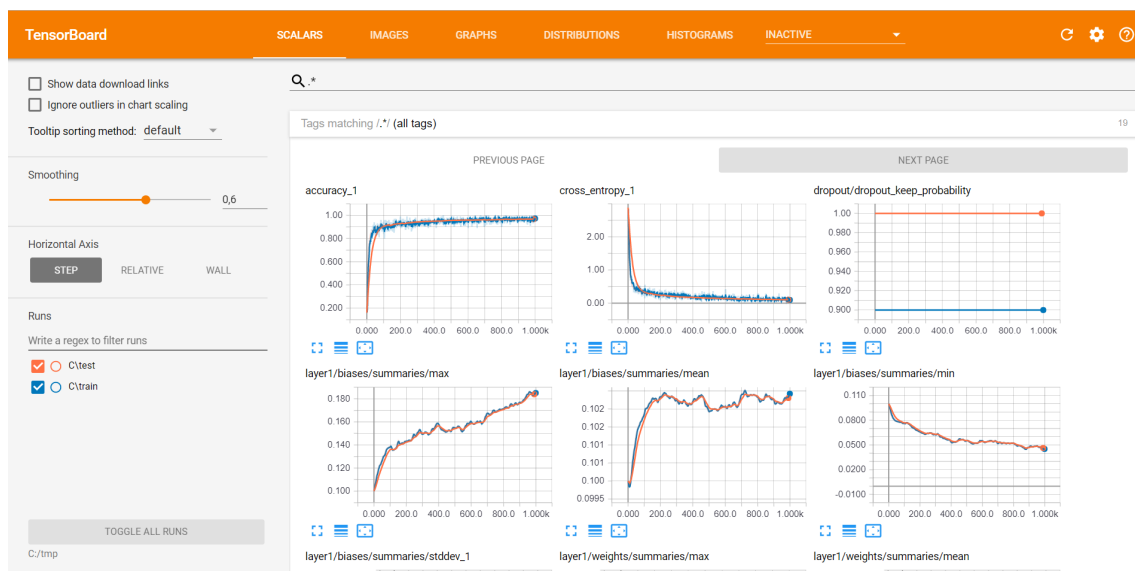 TensorBoard
SCALARS IMAGES GRAPHS DISTRIBUTIONS HISTOGRAMS INACTIVE
Show data download links
Ignore outliers in chart scaling
Tooltip sorting method: default
Smoothing
0,6
Horizontal Axis
STEP RELATIVE WALL
Runs
Write a regex to filter runs
C\test
C\train
TOGGLE ALL RUNS
C:/tmp
.*
Tags matching /.*/ (all tags) 19
PREVIOUS PAGE NEXT PAGE
accuracy_1
1.00
0.800
0.600
0.400
0.200
0.000 200.0 400.0 600.0 800.0 1.000k
cross_entropy_1
2.00
1.00
0.00
0.000 200.0 400.0 600.0 800.0 1.000k
dropout/dropout_keep_probability
1.00
0.980
0.960
0.940
0.920
0.900
0.000 200.0 400.0 600.0 800.0 1.000k
layer1/biases/summaries/max
0.180
0.160
0.140
0.120
0.100
0.000 200.0 400.0 600.0 800.0 1.000k
layer1/biases/summaries/mean
0.102
0.102
0.101
0.101
0.100
0.0995
0.000 200.0 400.0 600.0 800.0 1.000k
layer1/biases/summaries/min
0.110
0.0800
0.0500
0.0200
-0.0100
0.000 200.0 400.0 600.0 800.0 1.000k
layer1/biases/summaries/stddev_1
layer1/weights/summaries/max
layer1/weights/summaries/mean